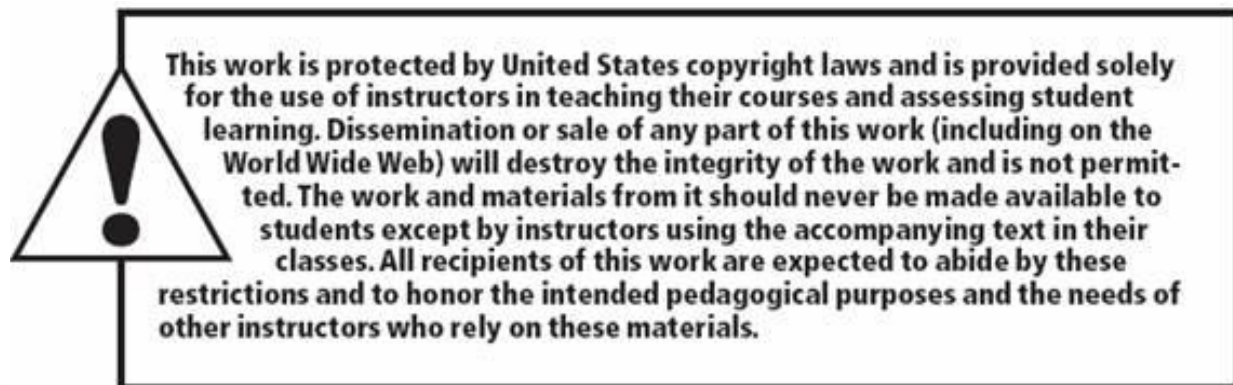 This work is protected by United States copyright laws and is provided solely
for the use of instructors in teaching their courses and assessing student
learning. Dissemination or sale of any part of this work (including on the
World Wide Web) will destroy the integrity of the work and is not permit-
ted. The work and materials from it should never be made available to
students except by instructors using the accompanying text in their
classes. All recipients of this work are expected to abide by these
restrictions and to honor the intended pedagogical purposes and the needs of
other instructors who rely on these materials.